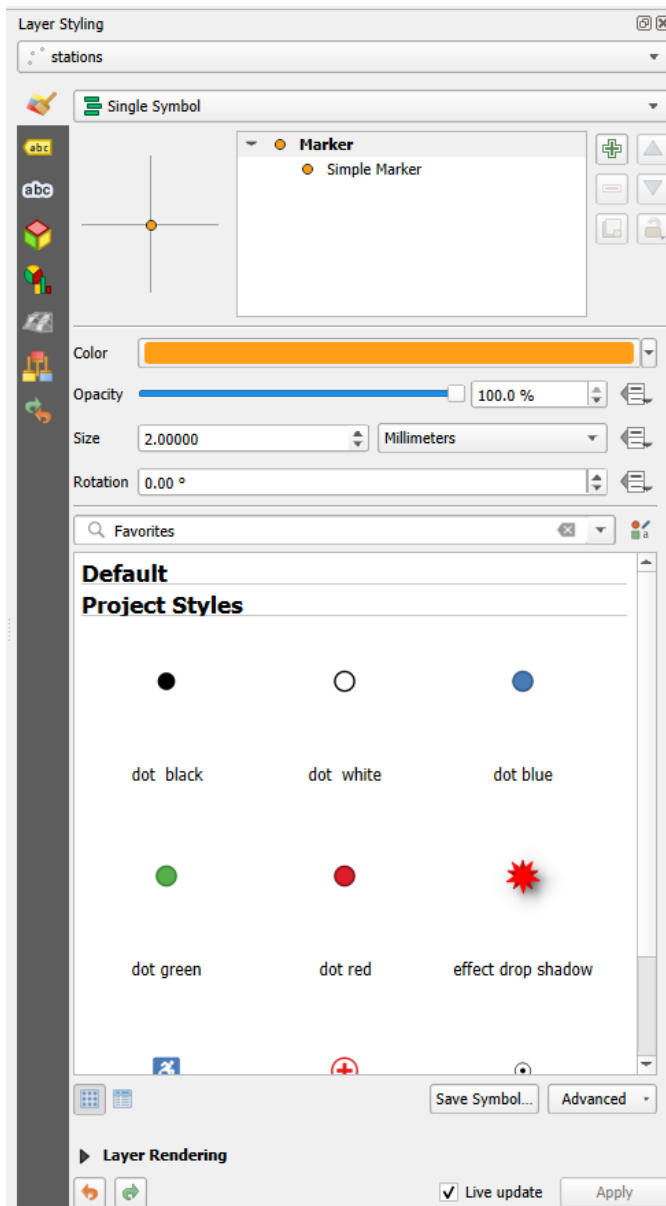 Layer Styling
stations
Single Symbol
abc
Marker
Simple Marker
abc
Color
Opacity 100.0 %
Size 2.00000 Millimeters
Rotation 0.00 °
Favorites
a
Default
Project Styles
dot black dot white dot blue
dot green dot red effect drop shadow
Save Symbol... Advanced
Layer Rendering
Live update Apply